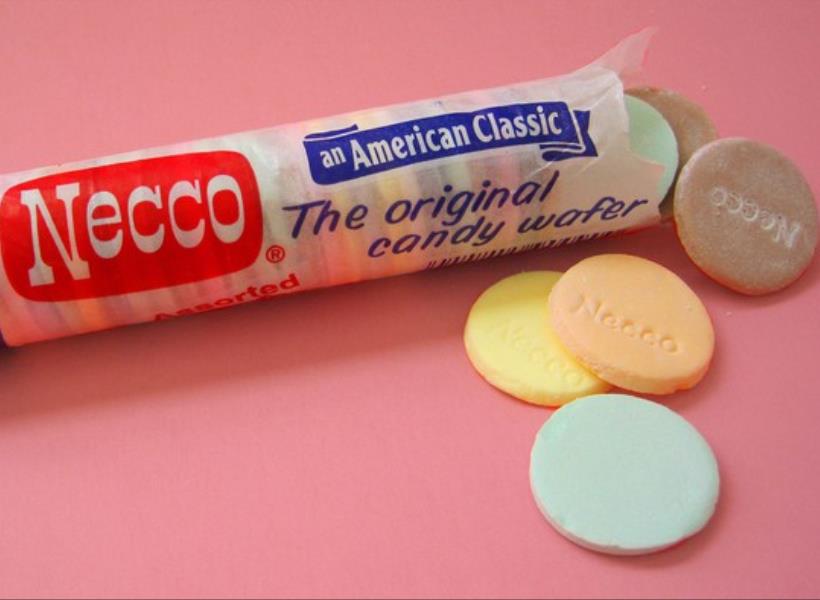 Necco
®
an American Classic
The original
candy wafer
Assorted
Necco
Necco
Necco